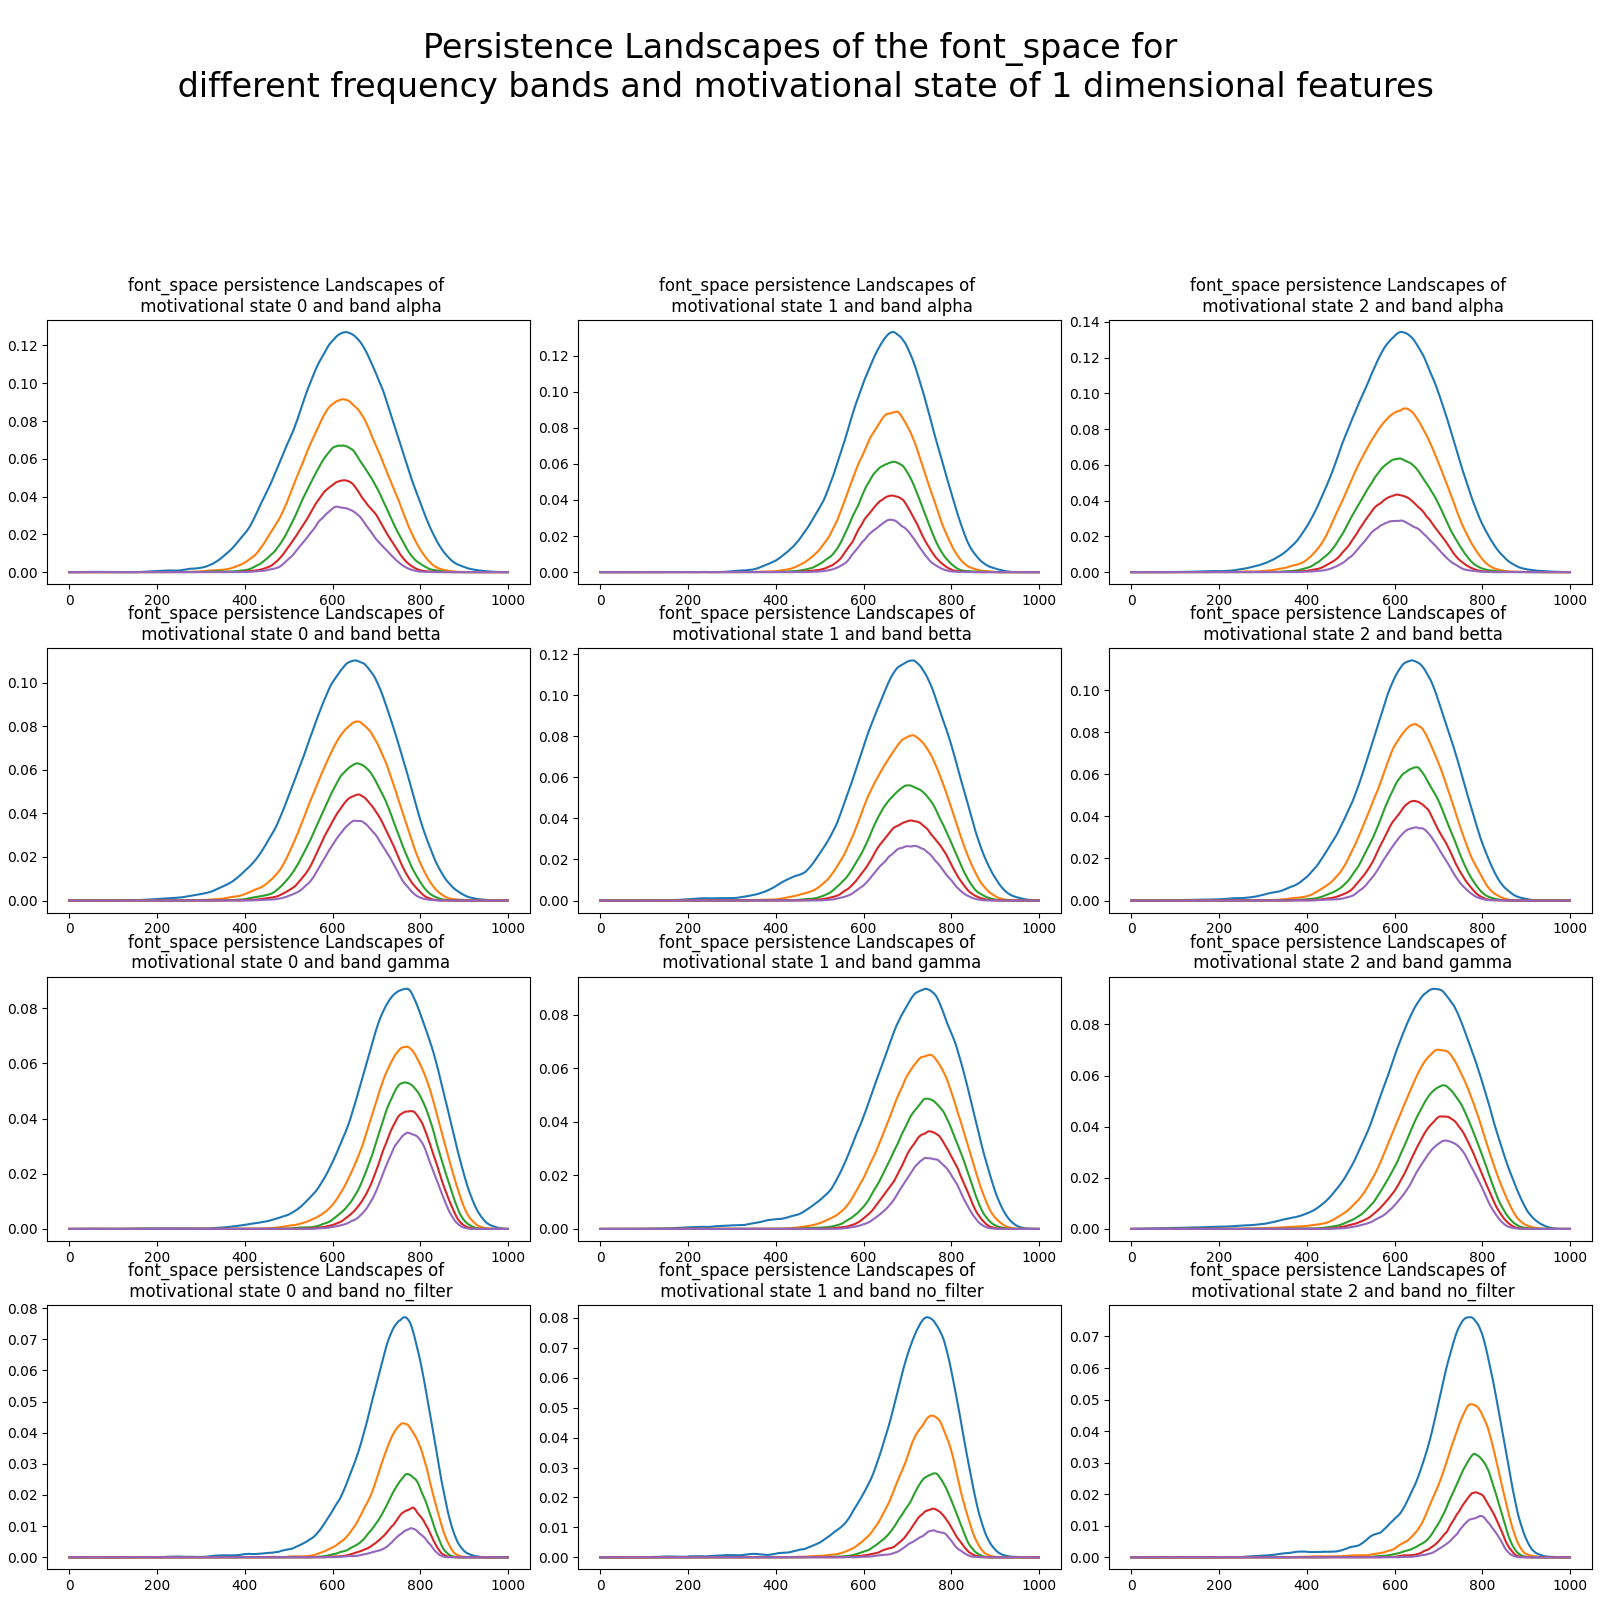 Persistence Landscapes of the font_space for
different frequency bands and motivational state of 1 dimensional features
font_space persistence Landscapes of
motivational state 0 and band alpha
0.12
0.10
0.08
0.06
0.04
0.02
0.00
0 200 400 600 800 1000
font_space persistence Landscapes of
motivational state 1 and band alpha
0.12
0.10
0.08
0.06
0.04
0.02
0.00
0 200 400 600 800 1000
font_space persistence Landscapes of
motivational state 2 and band alpha
0.14
0.12
0.10
0.08
0.06
0.04
0.02
0.00
0 200 400 600 800 1000
font_space persistence Landscapes of
motivational state 0 and band betta
0.10
0.08
0.06
0.04
0.02
0.00
0 200 400 600 800 1000
font_space persistence Landscapes of
motivational state 1 and band betta
0.12
0.10
0.08
0.06
0.04
0.02
0.00
0 200 400 600 800 1000
font_space persistence Landscapes of
motivational state 2 and band betta
0.10
0.08
0.06
0.04
0.02
0.00
0 200 400 600 800 1000
font_space persistence Landscapes of
motivational state 0 and band gamma
0.08
0.06
0.04
0.02
0.00
0 200 400 600 800 1000
font_space persistence Landscapes of
motivational state 1 and band gamma
0.08
0.06
0.04
0.02
0.00
0 200 400 600 800 1000
font_space persistence Landscapes of
motivational state 2 and band gamma
0.08
0.06
0.04
0.02
0.00
0 200 400 600 800 1000
font_space persistence Landscapes of
motivational state 0 and band no_filter
0.08
0.07
0.06
0.05
0.04
0.03
0.02
0.01
0.00
0 200 400 600 800 1000
font_space persistence Landscapes of
motivational state 1 and band no_filter
0.08
0.07
0.06
0.05
0.04
0.03
0.02
0.01
0.00
0 200 400 600 800 1000
font_space persistence Landscapes of
motivational state 2 and band no_filter
0.07
0.06
0.05
0.04
0.03
0.02
0.01
0.00
0 200 400 600 800 1000